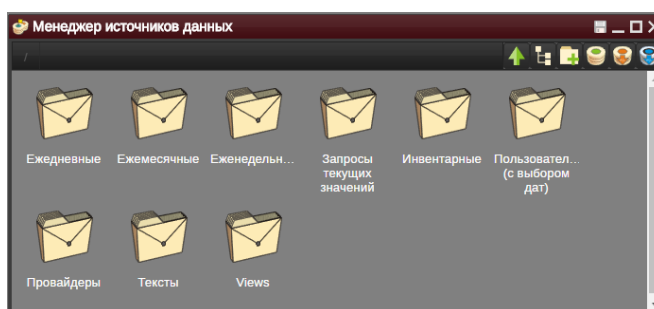 Менеджер источников данных
/
Ежедневные Ежемесячные Еженедельн... Запросы текущих значений Инвентарные Пользовател... (с выбором дат)
Провайдеры Тексты Views